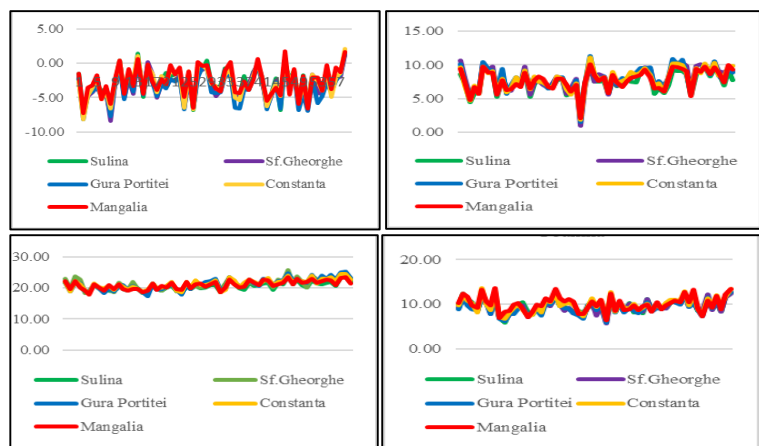 5.00
0.00
-5.00
-10.00
Sulina
Sf.Gheorghe
Gura Portitei
Constanta
Mangalia
15.00
10.00
5.00
0.00
Sulina
Sf.Gheorghe
Gura Portitei
Constanta
Mangalia
30.00
20.00
10.00
0.00
Sulina
Sf.Gheorghe
Gura Portitei
Constanta
Mangalia
20.00
10.00
0.00
Sulina
Sf.Gheorghe
Gura Portitei
Constanta
Mangalia